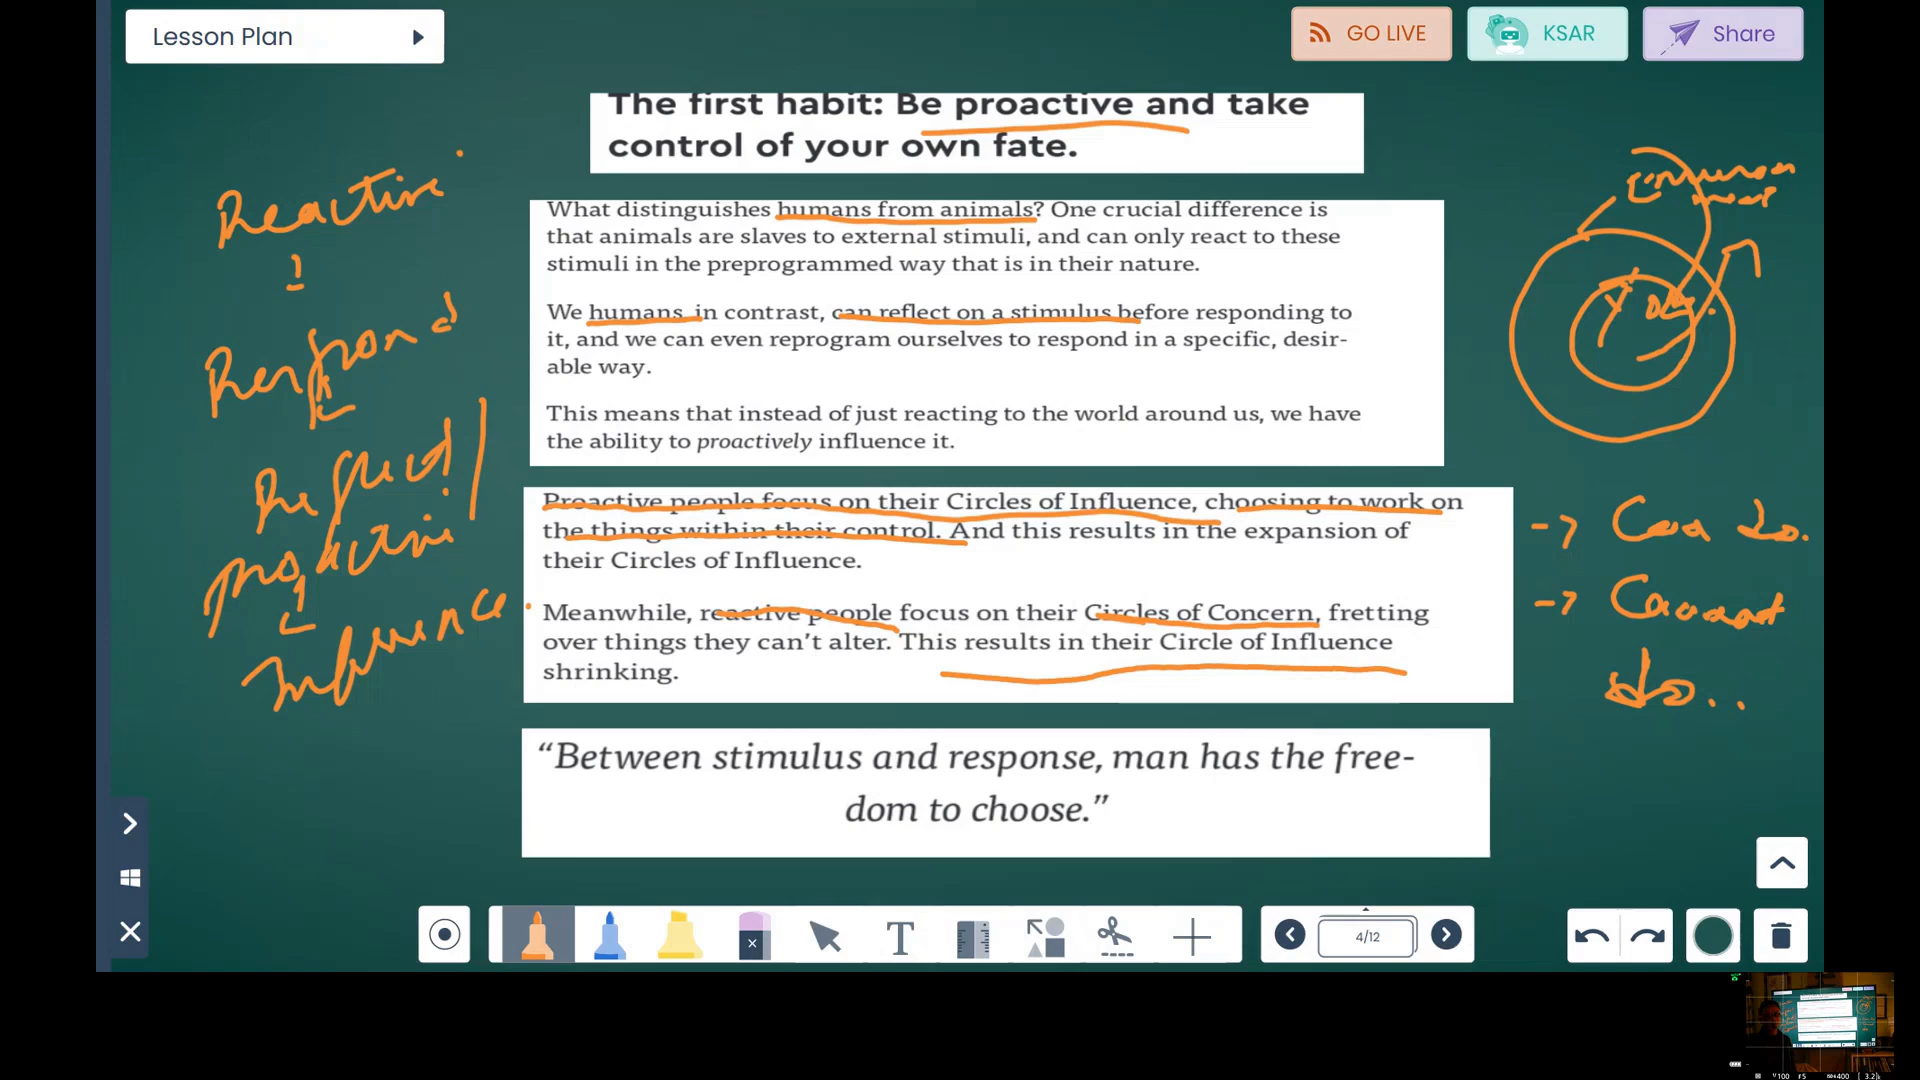 Lesson Plan
GO LIVE
KSAR
Share
The first habit: Be proactive and take
control of your own fate.
What distinguishes humans from animals? One crucial difference is
that animals are slaves to external stimuli, and can only react to these
stimuli in the preprogrammed way that is in their nature.
We humans, in contrast, can reflect on a stimulus before responding to
it, and we can even reprogram ourselves to respond in a specific, desir-
able way.
This means that instead of just reacting to the world around us, we have
the ability to proactively influence it.
Proactive people focus on their Circles of Influence, choosing to work on
the things within their control. And this results in the expansion of
their Circles of Influence.
Meanwhile, reactive people focus on their Circles of Concern, fretting
over things they can't alter. This results in their Circle of Influence
shrinking.
“Between stimulus and response, man has the free-
dom to choose.”
Reactive
Respond
Reflect
Proactive
Influence
You
→ Can do.
→ Cannot
do..
T
4/12